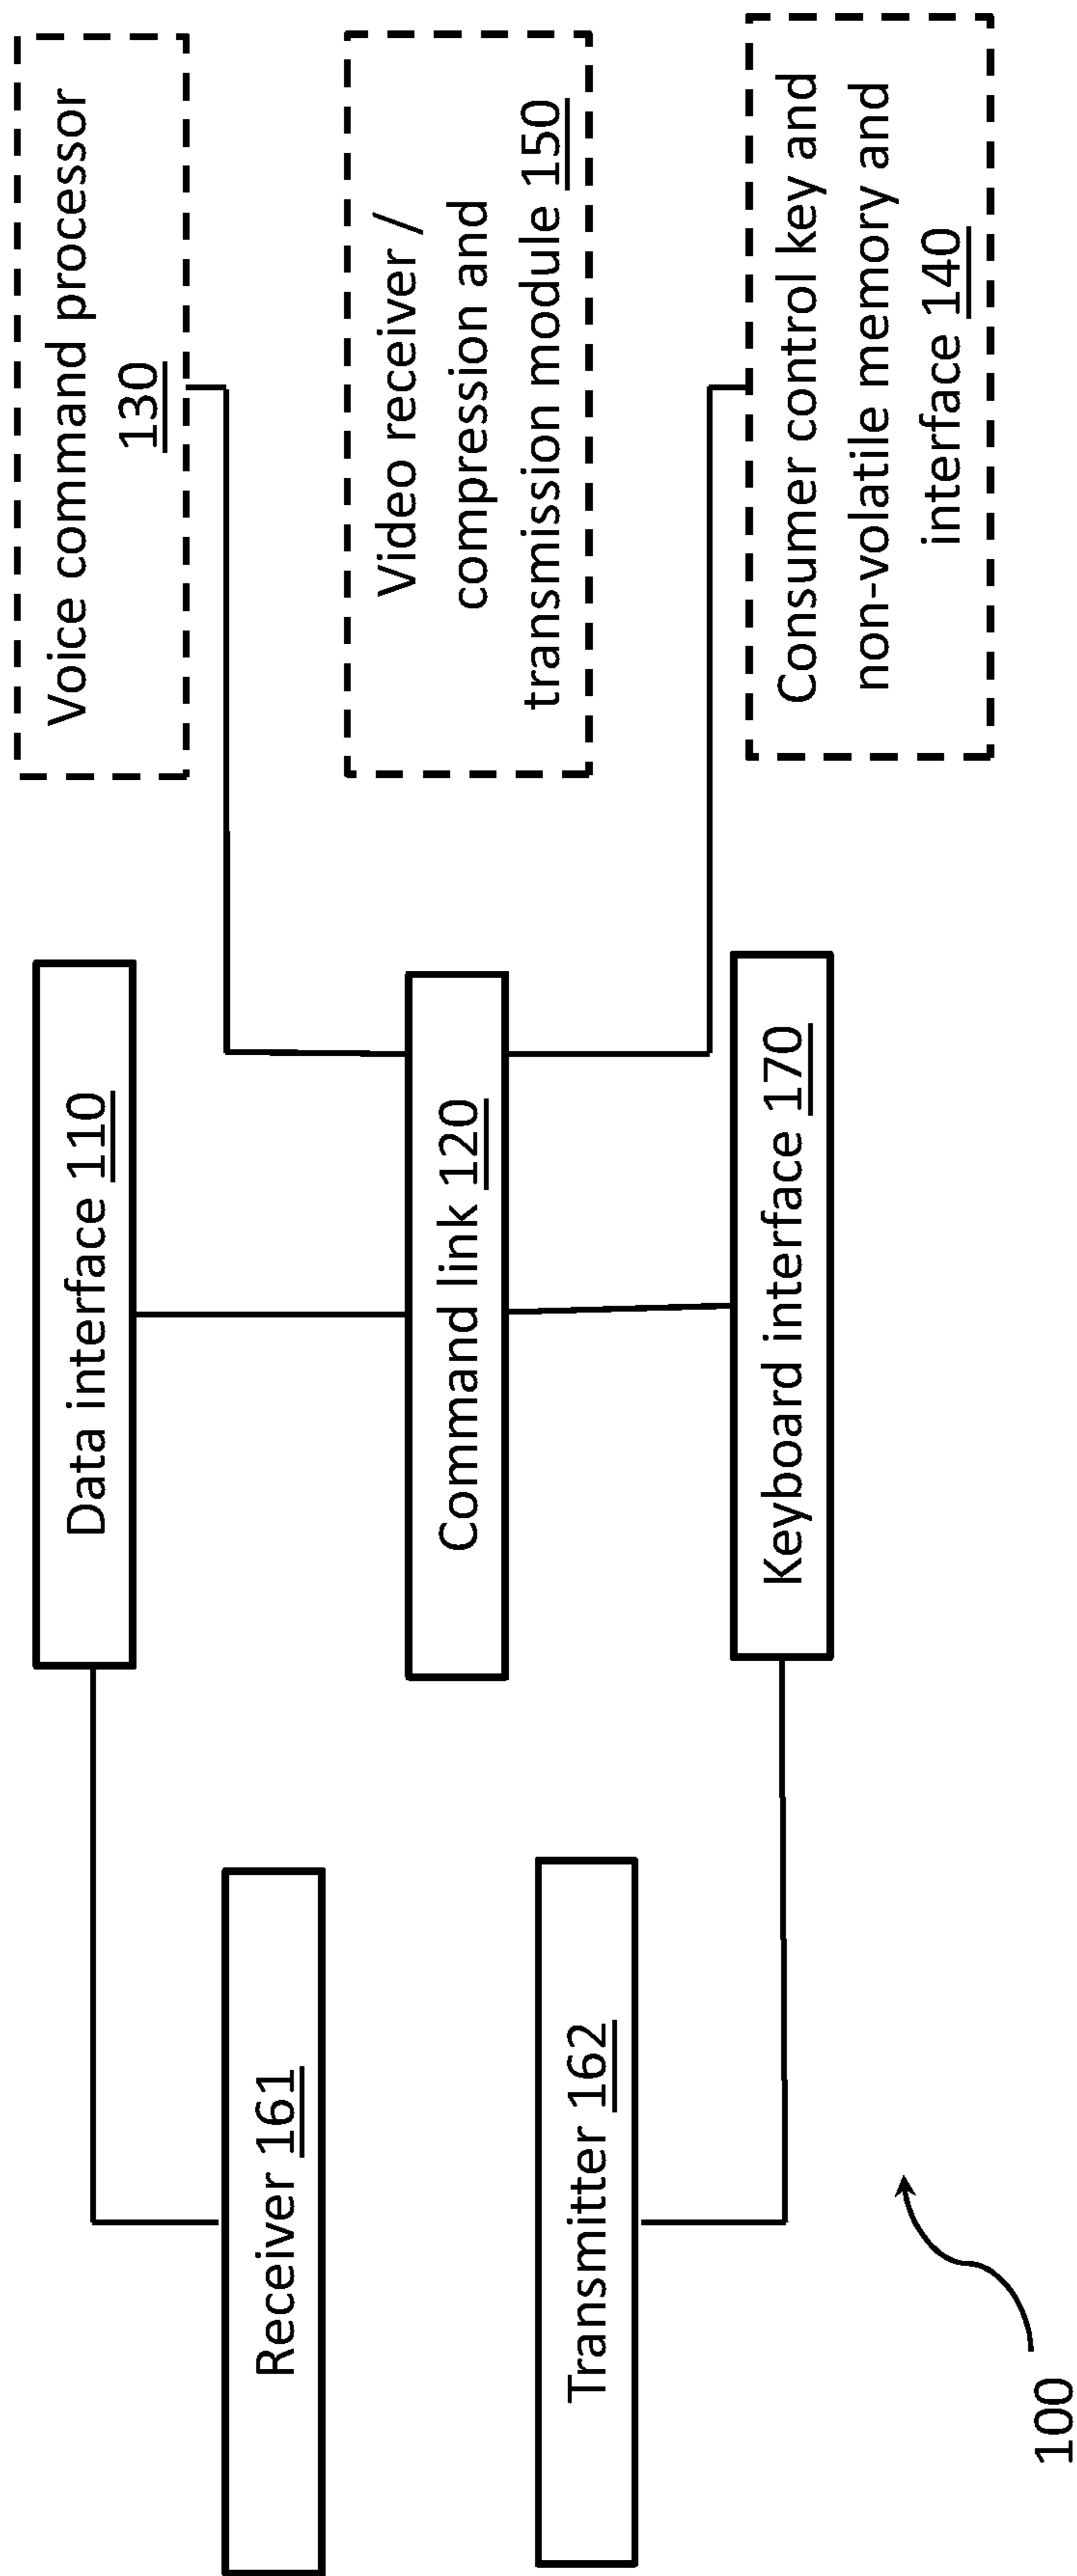 Receiver 161
Transmitter 162
100
Data interface 110
Command link 120
Keyboard interface 170
Voice command processor
130
Video receiver /
compression and
transmission module 150
Consumer control key and
non-volatile memory and
interface 140